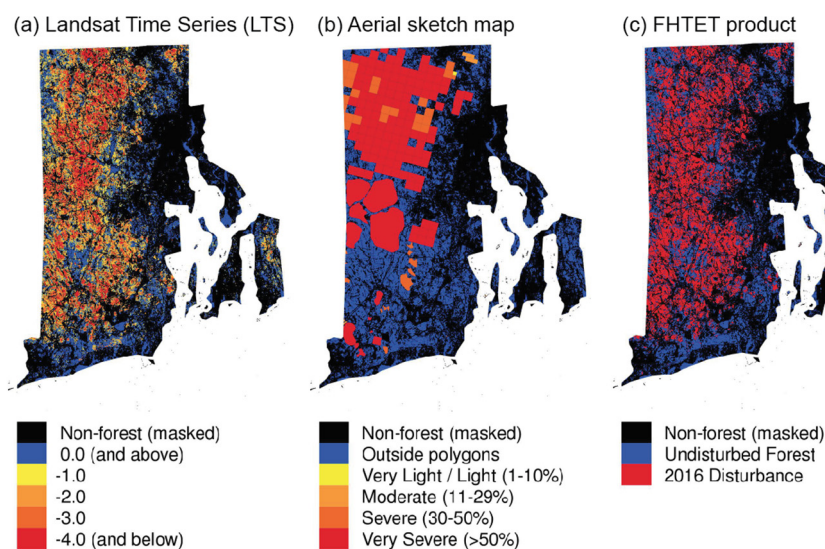 (a) Landsat Time Series (LTS)
(b) Aerial sketch map
(c) FHTET product
Non-forest (masked)
0.0 (and above)
-1.0
-2.0
-3.0
-4.0 (and below)
Non-forest (masked)
Outside polygons
Very Light / Light (1-10%)
Moderate (11-29%)
Severe (30-50%)
Very Severe (>50%)
Non-forest (masked)
Undisturbed Forest
2016 Disturbance